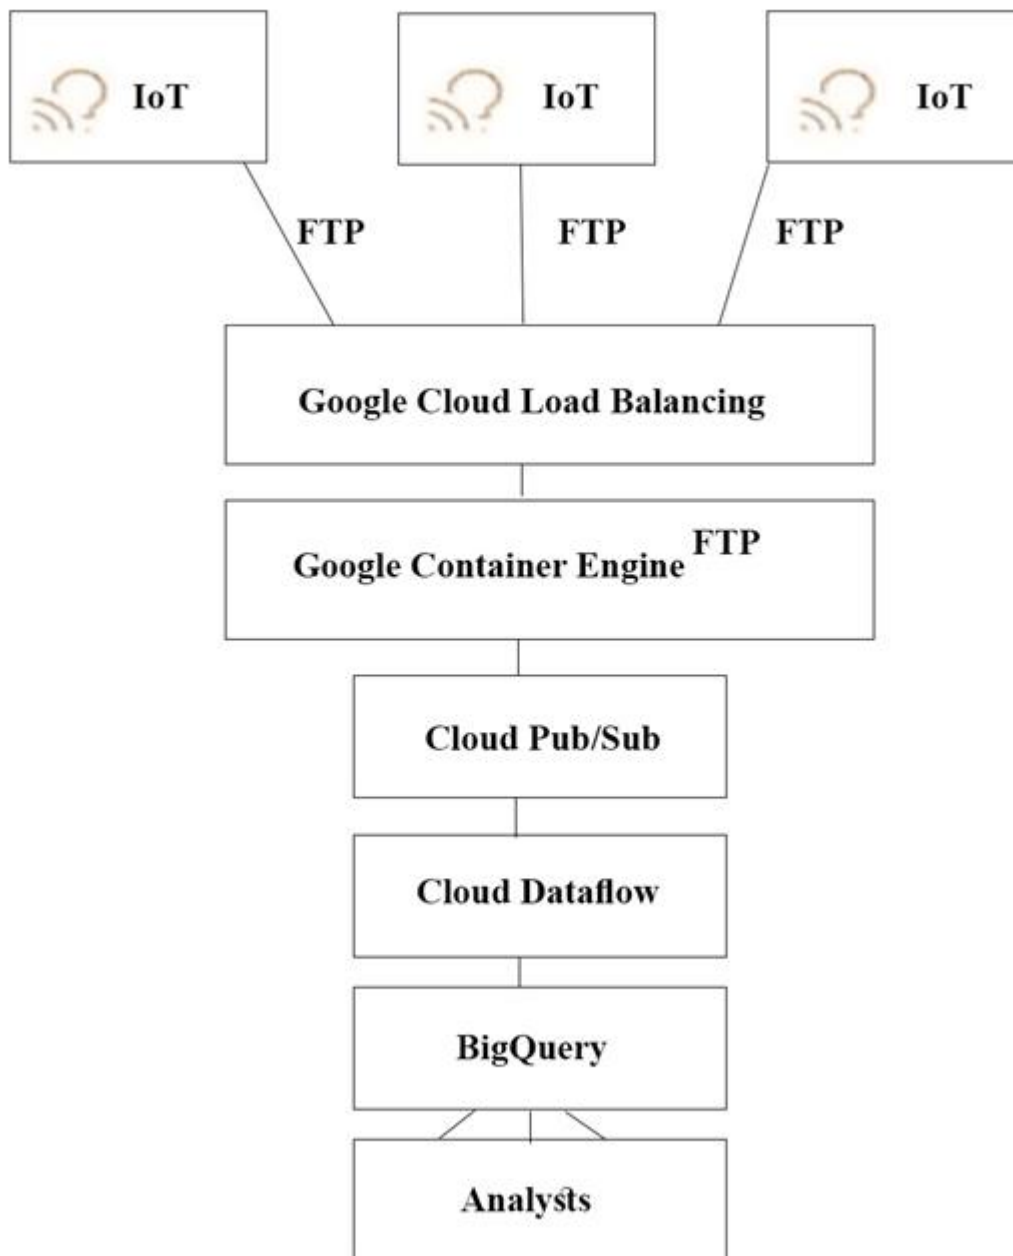 IoT
IoT
IoT
FTP
FTP
FTP
Google Cloud Load Balancing
Google Container Engine FTP
Cloud Pub/Sub
Cloud Dataflow
BigQuery
Analysts